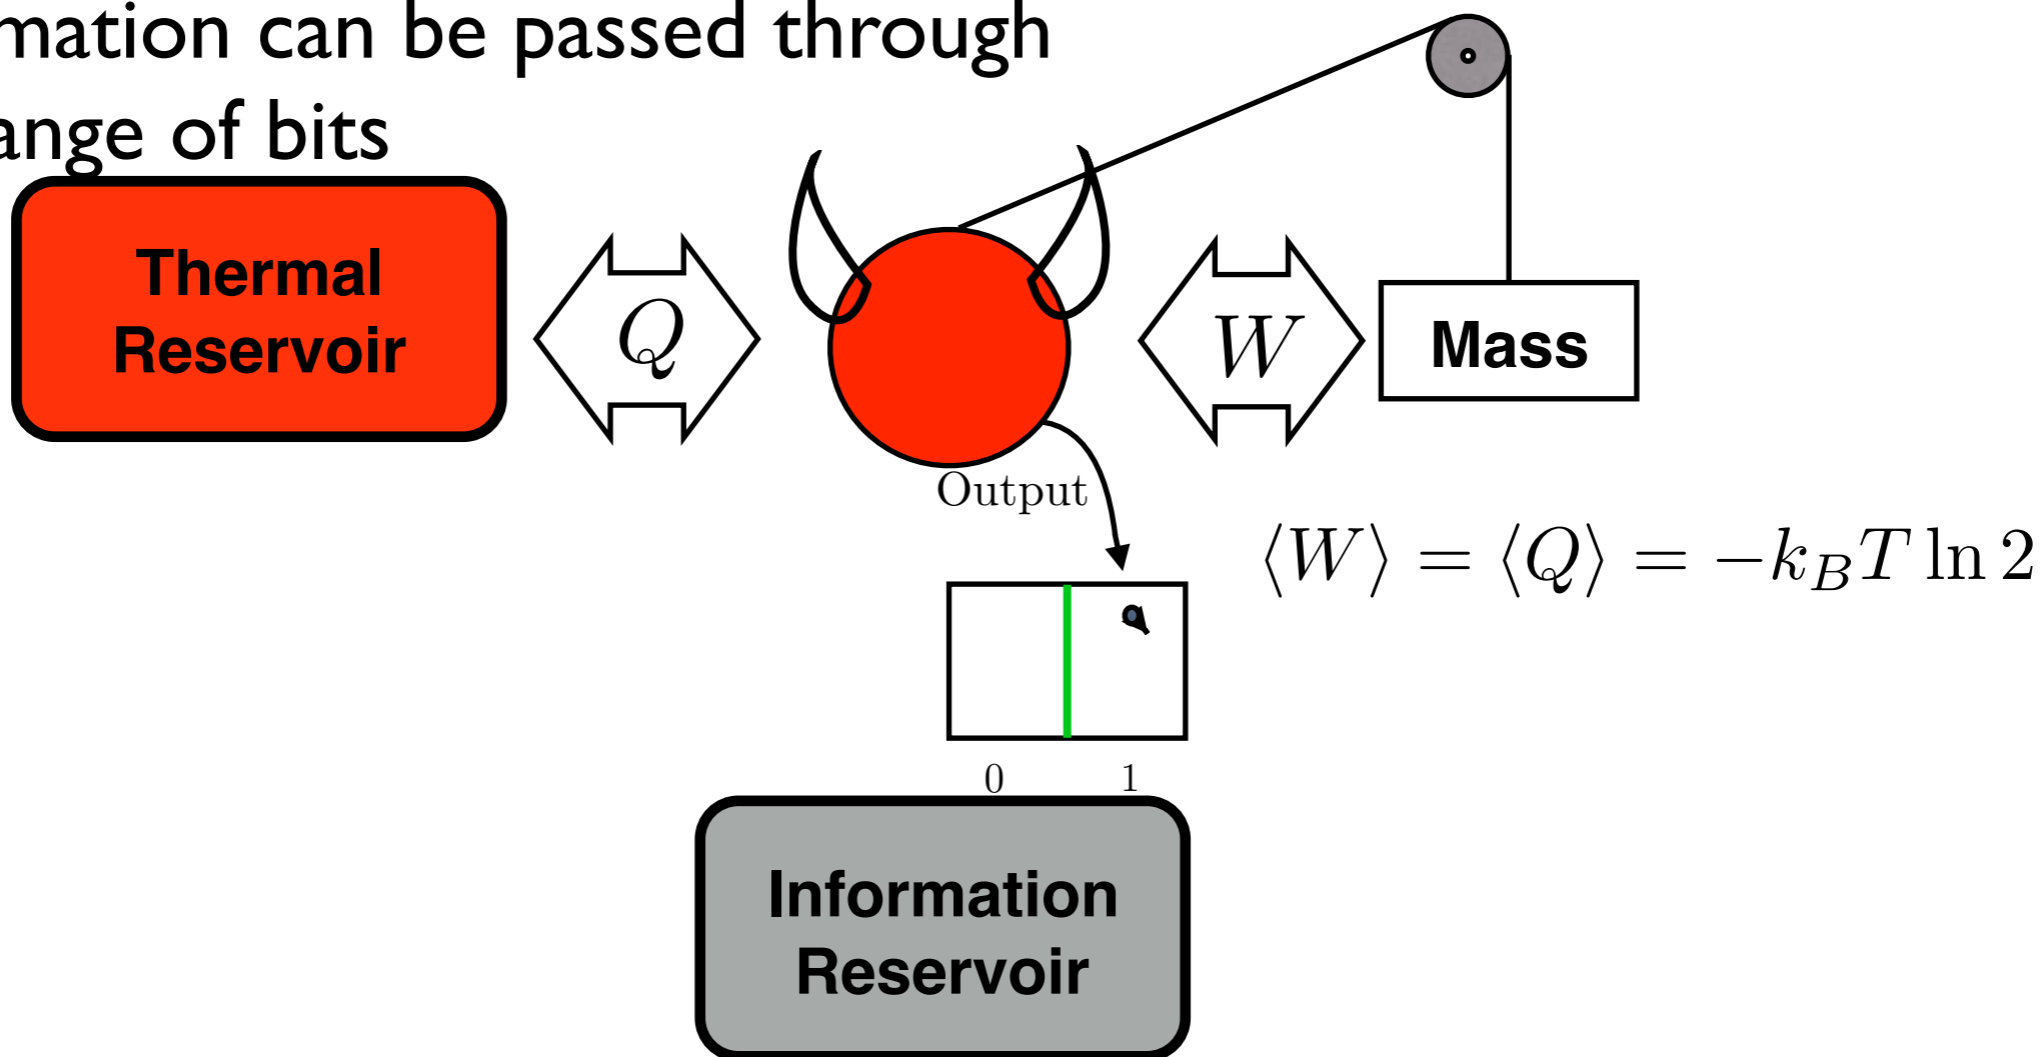 mation can be passed through
ange of bits
Thermal
Reservoir
Q
W
Mass
Output
⟨W⟩ = ⟨Q⟩ = −k_B T ln 2
0 1
Information
Reservoir